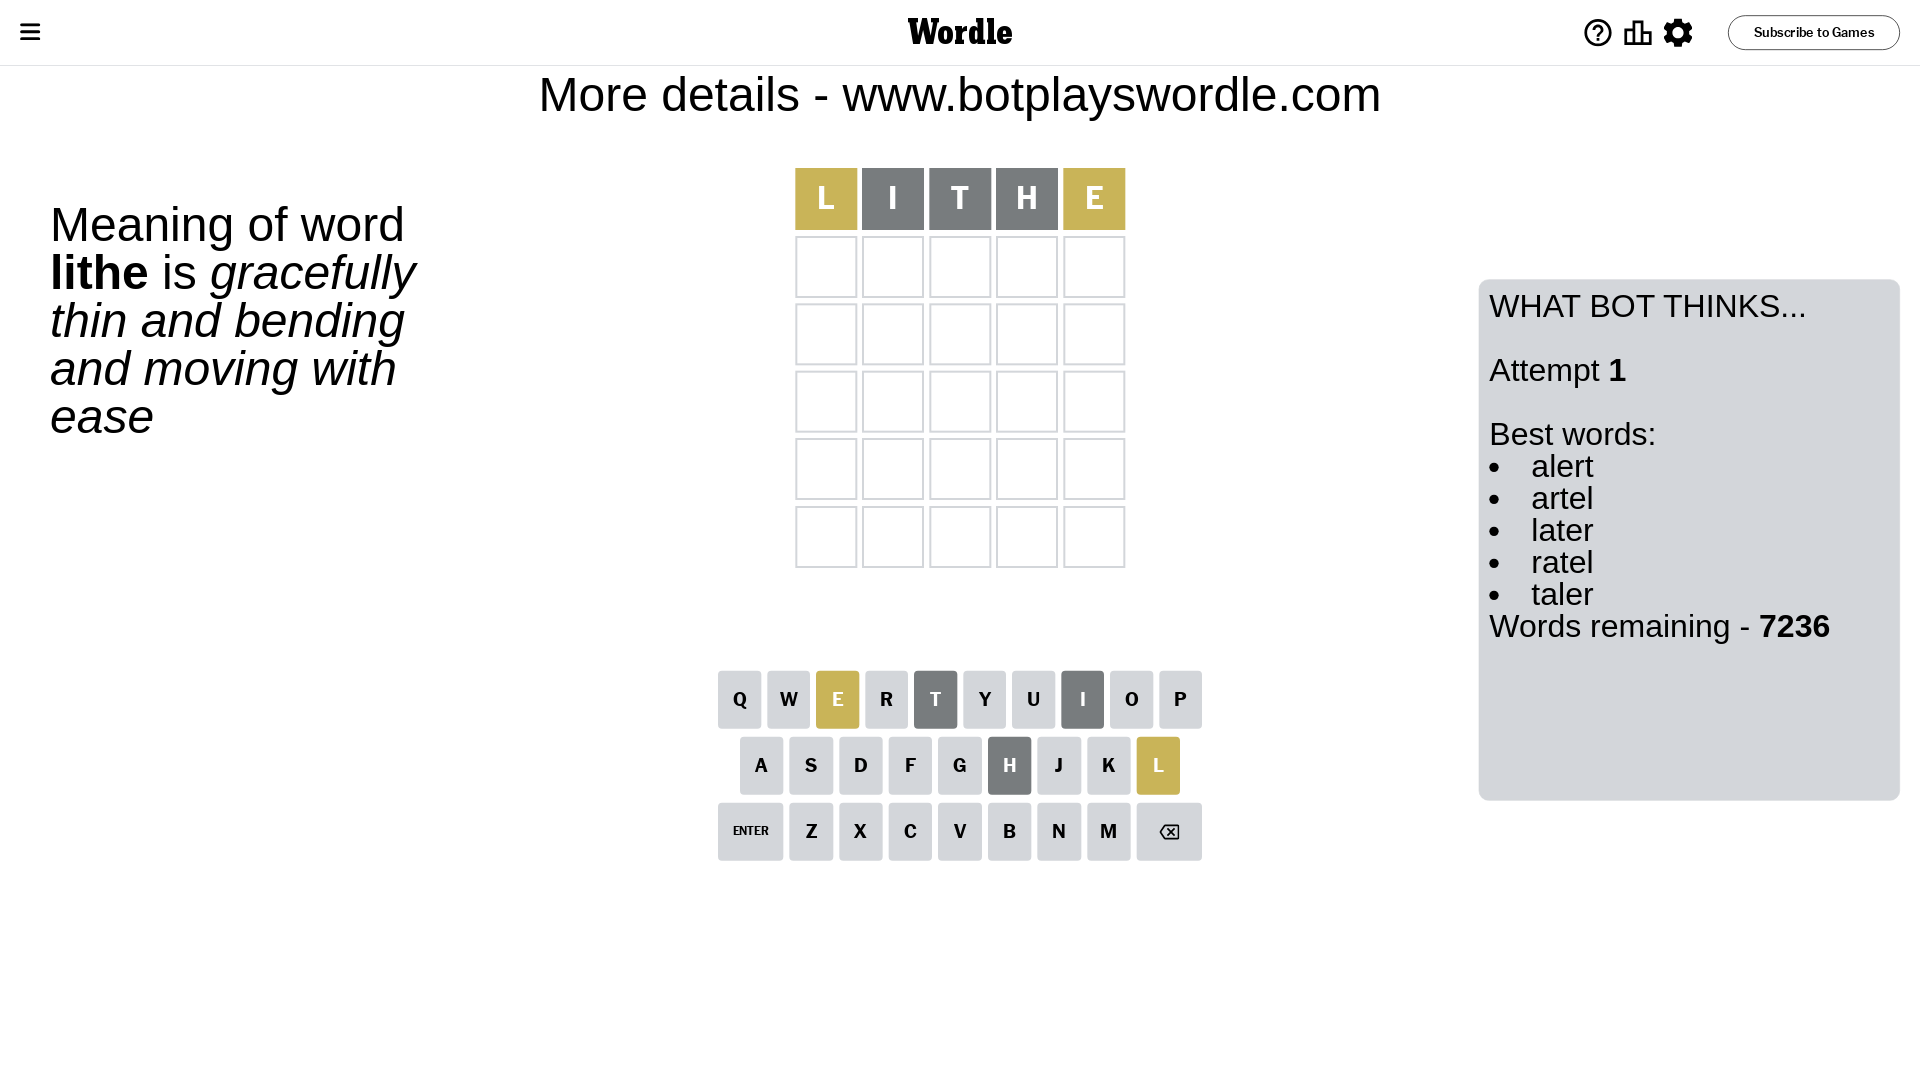 Wordle
Subscribe to Games
More details - www.botplayswordle.com
Meaning of word
lithe is gracefully
thin and bending
and moving with
ease
L I T H E
WHAT BOT THINKS...
Attempt 1
Best words:
• alert
• artel
• later
• ratel
• taler
Words remaining - 7236
Q W E R T Y U I O P
A S D F G H J K L
ENTER Z X C V B N M